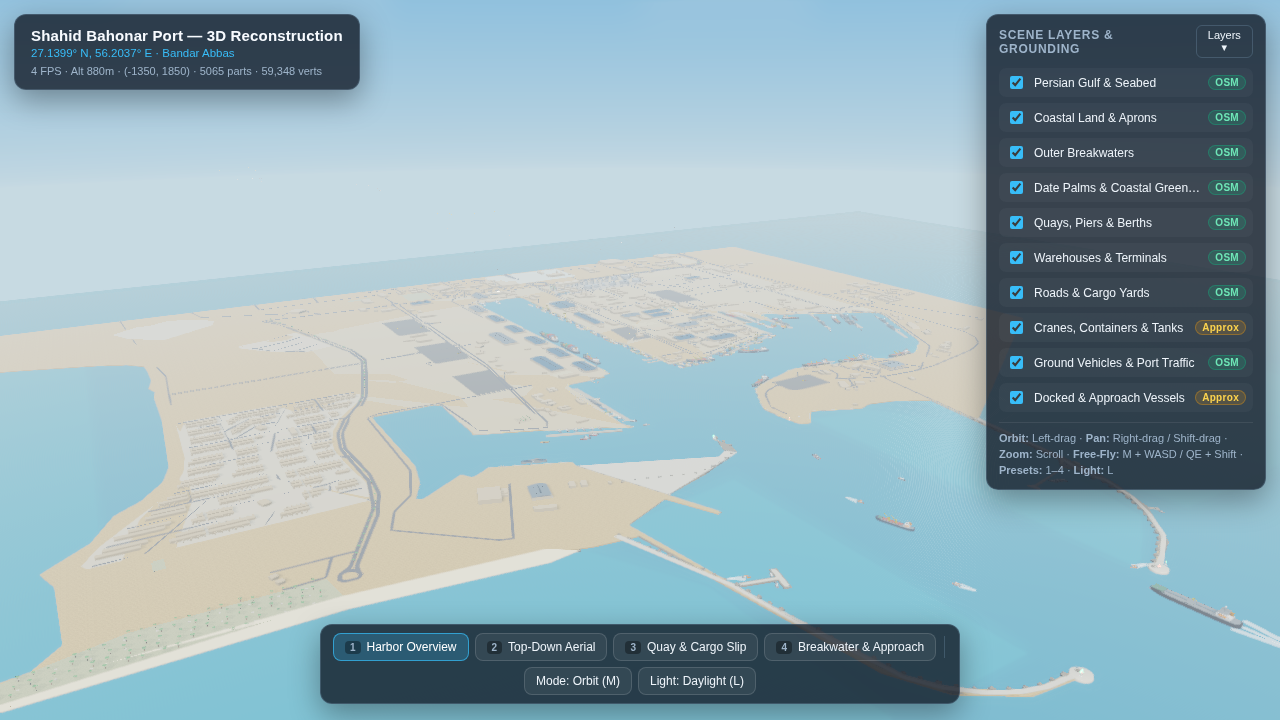 Shahid Bahonar Port — 3D Reconstruction
27.1399° N, 56.2037° E · Bandar Abbas
4 FPS · Alt 880m · (-1350, 1850) · 5065 parts · 59,348 verts
SCENE LAYERS &
GROUNDING
Layers
▼
Persian Gulf & Seabed OSM
Coastal Land & Aprons OSM
Outer Breakwaters OSM
Date Palms & Coastal Green… OSM
Quays, Piers & Berths OSM
Warehouses & Terminals OSM
Roads & Cargo Yards OSM
Cranes, Containers & Tanks Approx
Ground Vehicles & Port Traffic OSM
Docked & Approach Vessels Approx
Orbit: Left-drag · Pan: Right-drag / Shift-drag ·
Zoom: Scroll · Free-Fly: M + WASD / QE + Shift ·
Presets: 1–4 · Light: L
1 Harbor Overview 2 Top-Down Aerial 3 Quay & Cargo Slip 4 Breakwater & Approach
Mode: Orbit (M) Light: Daylight (L)